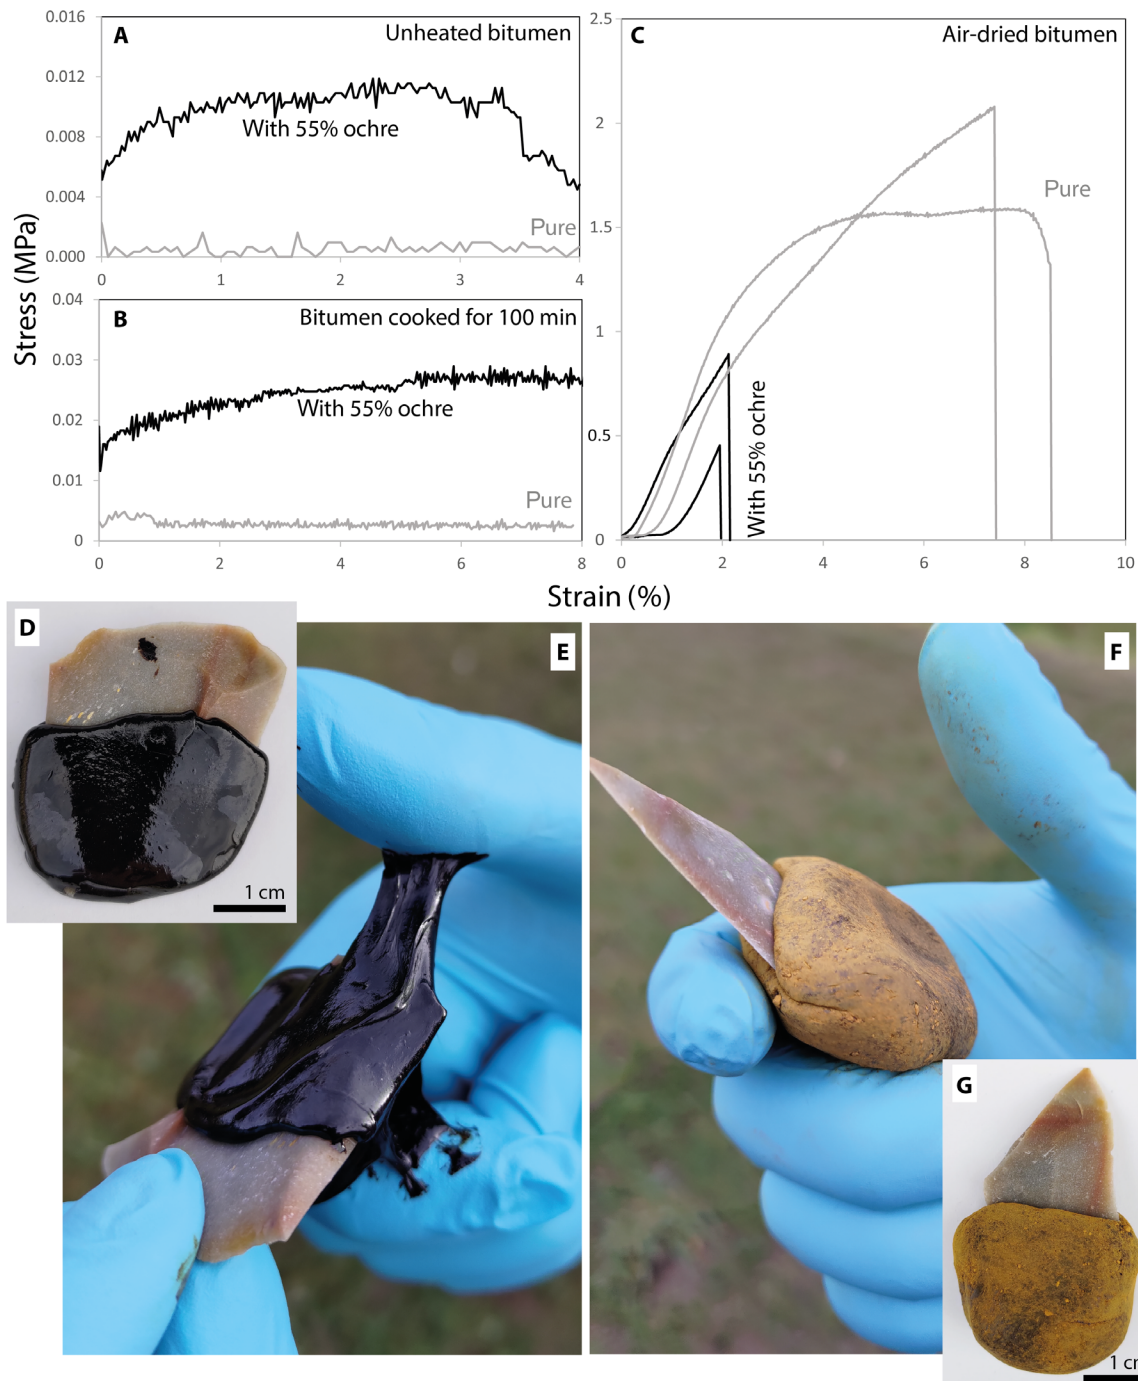 Stress (MPa)
A
Unheated bitumen
0.016
0.012
0.008
0.004
0.000
With 55% ochre
Pure
0 1 2 3 4
B
Bitumen cooked for 100 min
0.04
0.03
0.02
0.01
0
With 55% ochre
Pure
0 2 4 6 8
C
Air-dried bitumen
2.5
2
1.5
1
0.5
0
Pure
With 55% ochre
0 2 4 6 8 10
Strain (%)
D
1 cm
E
F
G
1 cm